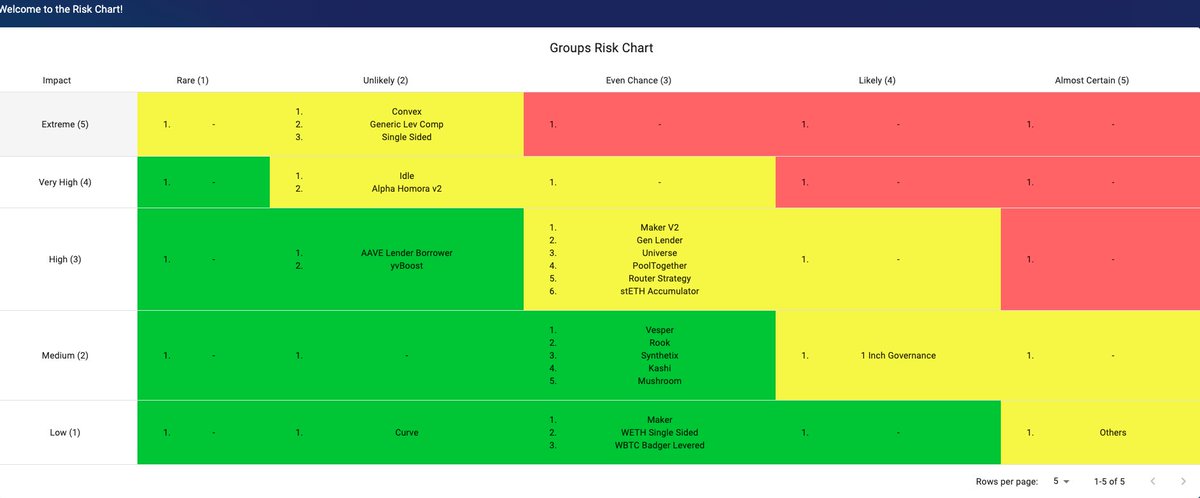 Welcome to the Risk Chart!
Groups Risk Chart
Impact Rare (1) Unlikely (2) Even Chance (3) Likely (4) Almost Certain (5)
Extreme (5) 1. - 1. Convex 1. - 1. - 1. -
2. Generic Lev Comp
3. Single Sided
Very High (4) 1. - 1. Idle 1. - 1. - 1. -
2. Alpha Homora v2
High (3) 1. - 1. AAVE Lender Borrower 1. Maker V2 1. - 1. -
2. yvBoost 2. Gen Lender
3. Universe
4. PoolTogether
5. Router Strategy
6. stETH Accumulator
Medium (2) 1. - 1. - 1. Vesper 1. 1 Inch Governance 1. -
2. Rook
3. Synthetix
4. Kashi
5. Mushroom
Low (1) 1. - 1. Curve 1. Maker 1. - 1. Others
2. WETH Single Sided
3. WBTC Badger Levered
Rows per page: 5 1-5 of 5